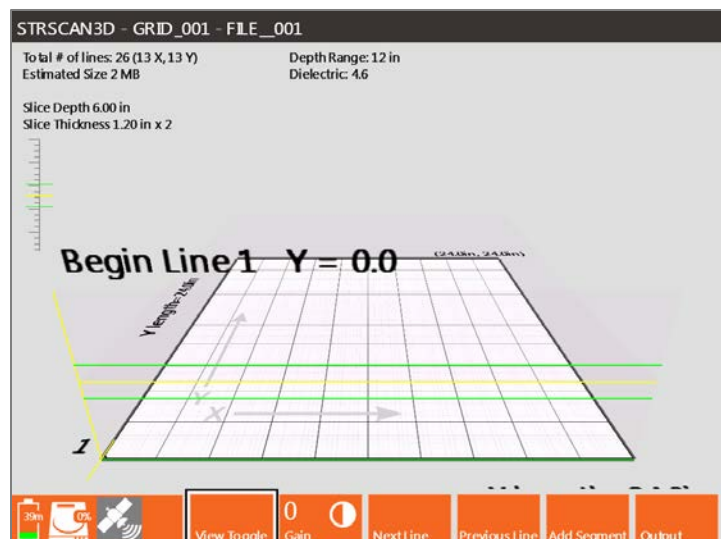 STRSCAN3D - GRID_001 - FILE__001
Total # of lines: 26 (13 X, 13 Y)
Depth Range: 12 in
Estimated Size 2 MB
Dielectric: 4.6
Slice Depth 6.00 in
Slice Thickness 1.20 in x 2
Begin Line 1 Y = 0.0
(24.0in, 24.0in)
Y length=24.0in
Y
X
1
39m
0%
View Toggle
0
Gain
Next Line
Previous Line
Add Segment
Output